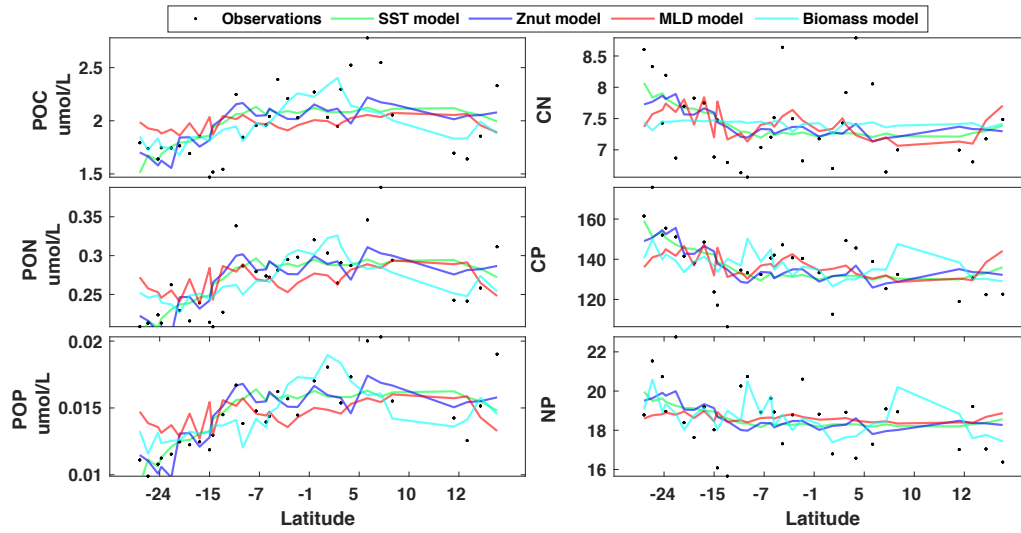 Observations SST model Znut model MLD model Biomass model
POC
umol/L
2.5
2
1.5
CN
8.5
8
7.5
7
PON
umol/L
0.35
0.3
0.25
CP
160
140
120
POP
umol/L
0.02
0.015
0.01
NP
22
20
18
16
-24 -15 -7 -1 5 10 12
Latitude
-24 -15 -7 -1 5 10 12
Latitude